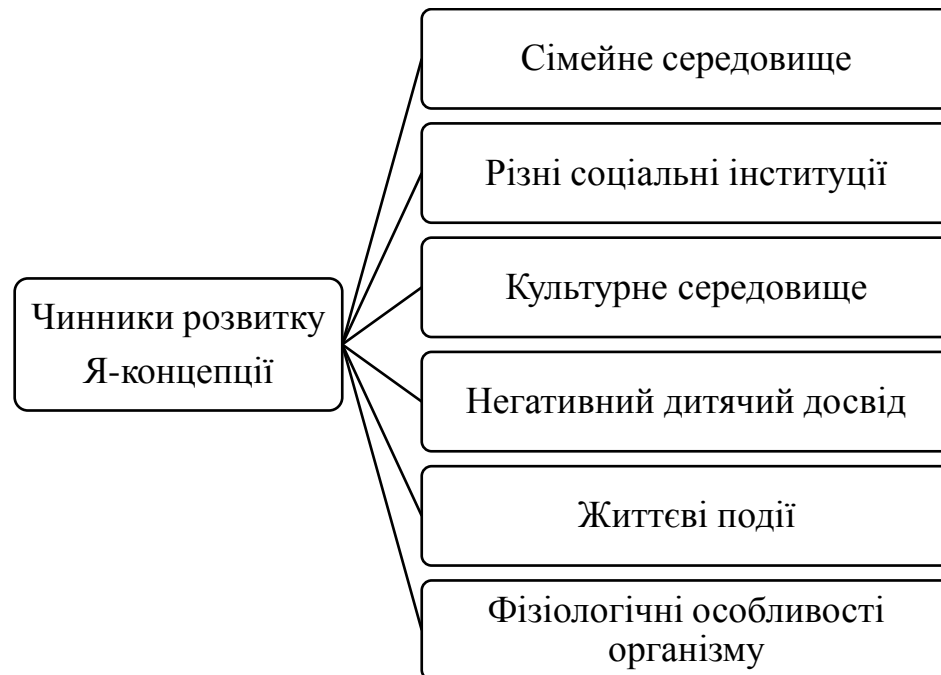 Сімейне середовище
Різні соціальні інституції
Культурне середовище
Чинники розвитку
Я-концепції
Негативний дитячий досвід
Життєві події
Фізіологічні особливості
організму